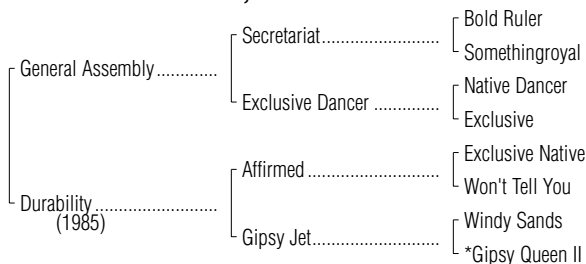 Bold Ruler
Secretariat
Somethingroyal
General Assembly
Native Dancer
Exclusive Dancer
Exclusive
Exclusive Native
Affirmed
Won't Tell You
Durability
(1985)
Windy Sands
Gipsy Jet
*Gipsy Queen II